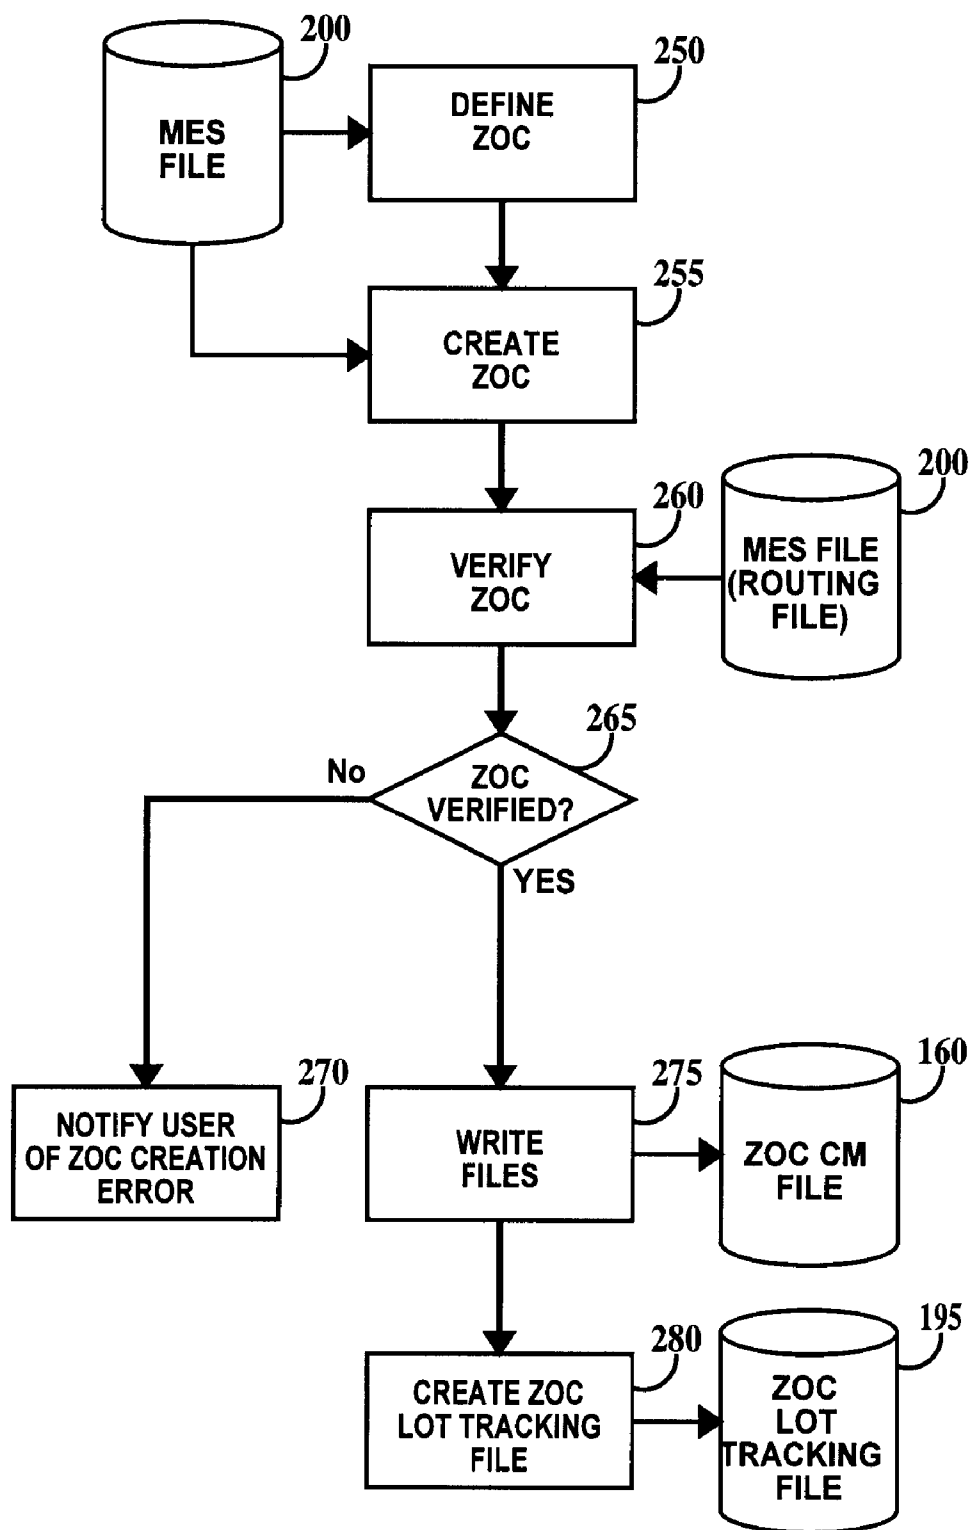 200
MES
FILE
250
DEFINE
ZOC
255
CREATE
ZOC
260
VERIFY
ZOC
200
MES FILE
(ROUTING
FILE)
265
ZOC
VERIFIED?
No
YES
270
NOTIFY USER
OF ZOC CREATION
ERROR
275
WRITE
FILES
160
ZOC CM
FILE
280
CREATE ZOC
LOT TRACKING
FILE
195
ZOC
LOT
TRACKING
FILE